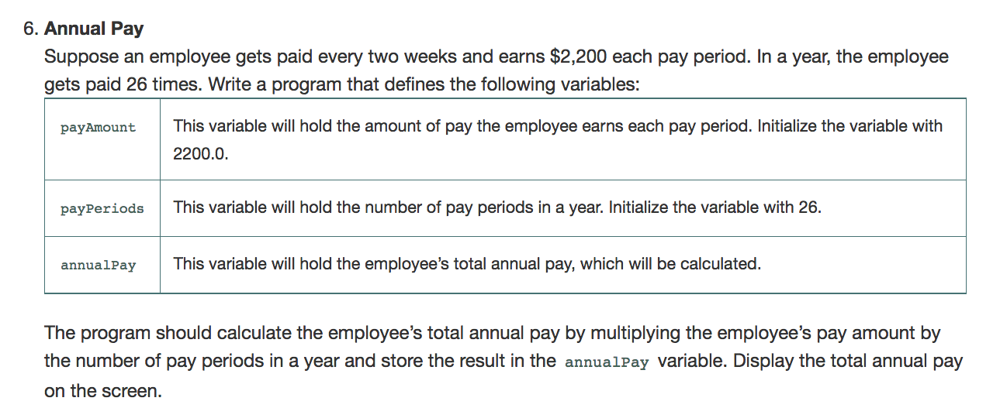 6. Annual Pay
Suppose an employee gets paid every two weeks and earns $2,200 each pay period. In a year, the employee
gets paid 26 times. Write a program that defines the following variables:
payAmount This variable will hold the amount of pay the employee earns each pay period. Initialize the variable with
2200.0.
payPeriods This variable will hold the number of pay periods in a year. Initialize the variable with 26.
annualPay This variable will hold the employee’s total annual pay, which will be calculated.
The program should calculate the employee’s total annual pay by multiplying the employee’s pay amount by
the number of pay periods in a year and store the result in the annualPay variable. Display the total annual pay
on the screen.